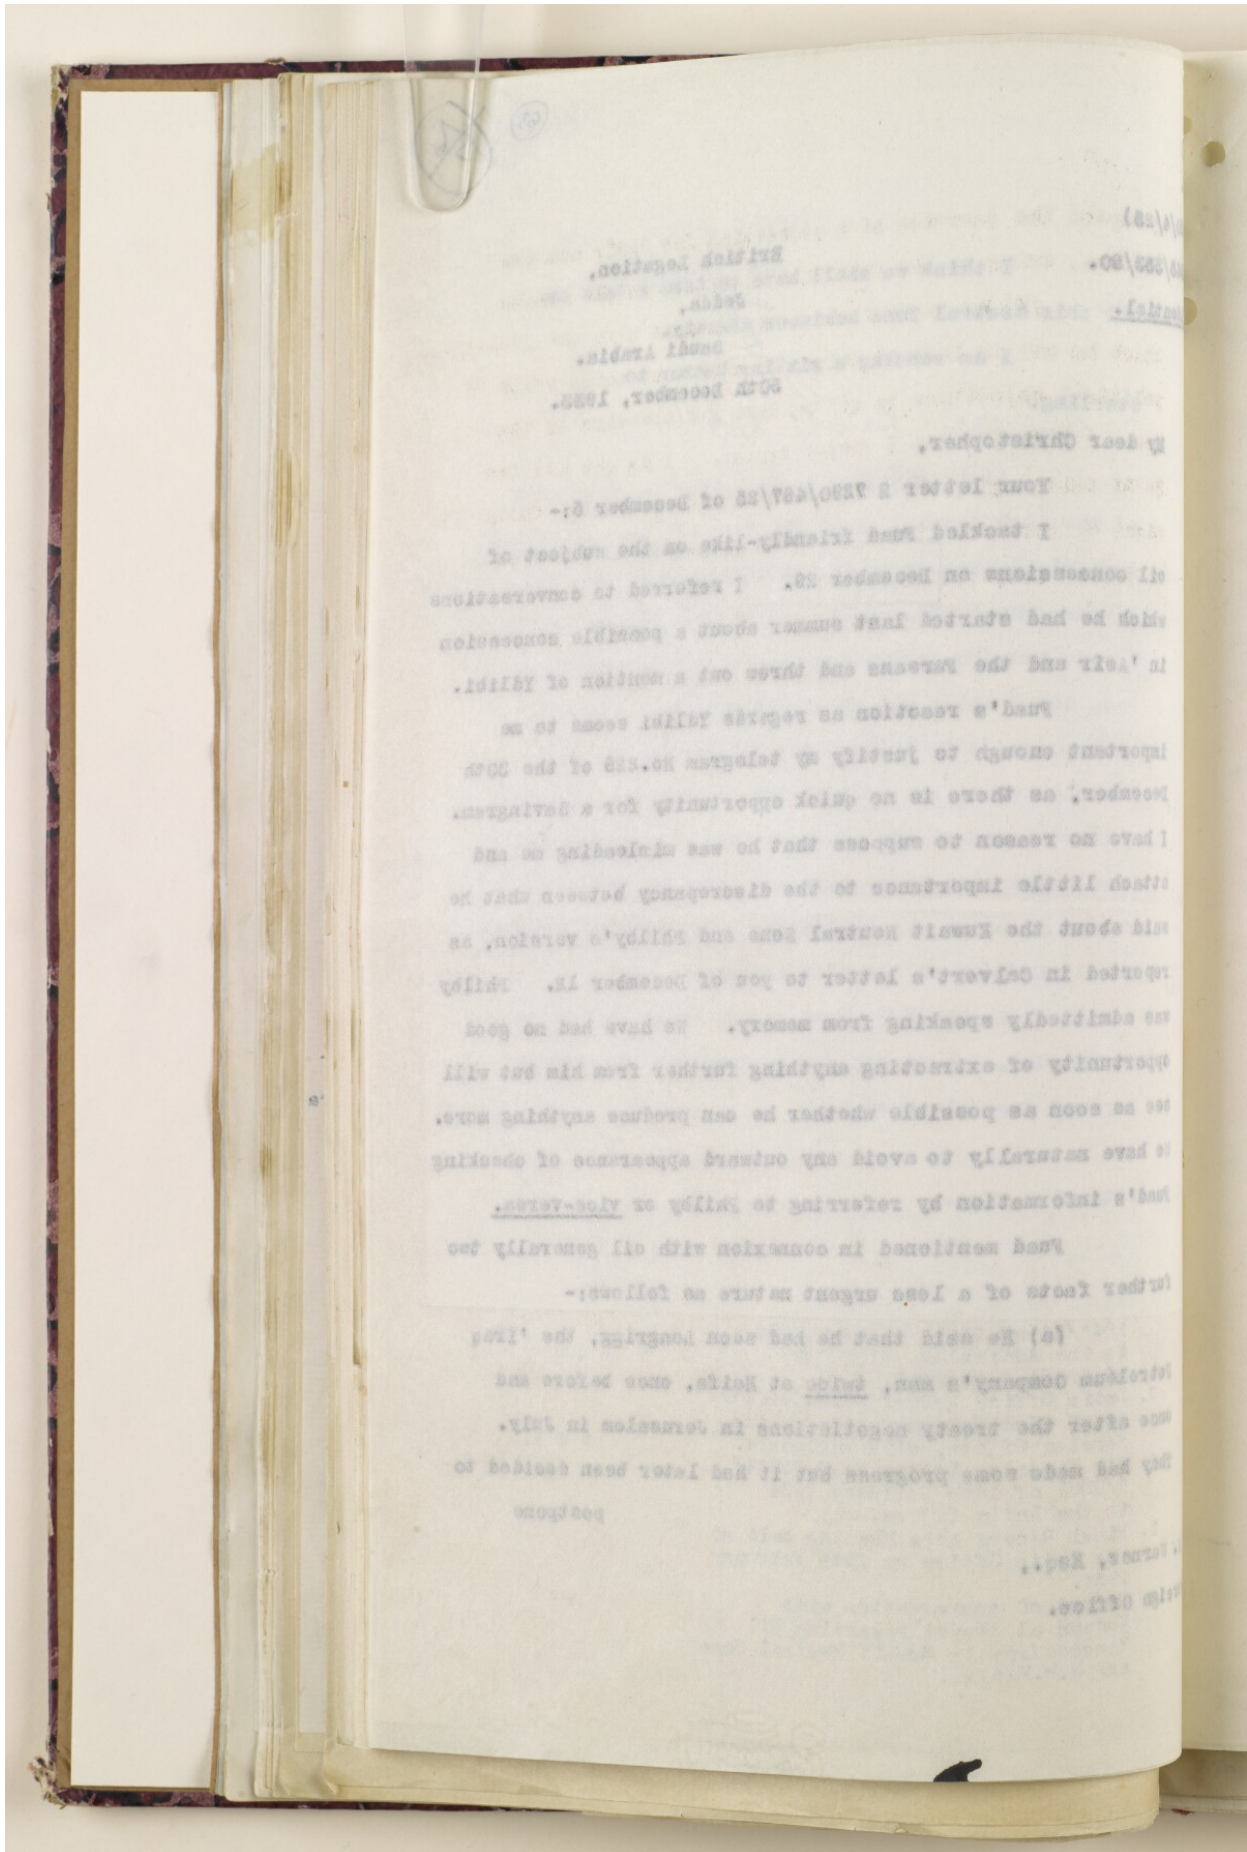 British Legation,
Jedda,
Saudi Arabia.
30th December, 1933.
My dear Christopher,
Your letter E 7290/487/25 of December 6:-
I tackled Fuad friendly-like on the subject of
oil concessions on December 29. I referred to conversations
which he had started last summer about a possible concession
in 'Asir and the Farsans and threw out a mention of Ydlibi.
Fuad's reaction as regards Ydlibi seems to me
important enough to justify my telegram No. of the 30th
December, as there is no quick opportunity for a Savingram.
I have no reason to suppose that he was misleading me and
attach little importance to the discrepancy between what he
said about the Kuwait Neutral Zone and Philby's version, as
reported in Calvert's letter to you of December 12. Philby
was admittedly speaking from memory. We have had no good
opportunity of extracting anything further from him but will
see as soon as possible whether he can produce anything more.
We have naturally to avoid any outward appearance of checking
Fuad's information by referring to Philby or vice-versa.
Fuad mentioned in connexion with oil generally two
further facts of a less urgent nature as follows:-
(a) He said that he had seen Longrigg, the 'Iraq
Petroleum Company's man, twice at Haifa, once before and
once after the treaty negotiations in Jerusalem in July.
They had made some progress but it had later been decided to
postpone
Warner, Esq.,
Foreign Office.